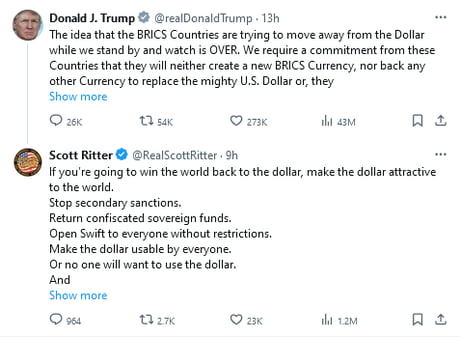 Donald J. Trump @realDonaldTrump · 13h
The idea that the BRICS Countries are trying to move away from the Dollar
while we stand by and watch is OVER. We require a commitment from these
Countries that they will neither create a new BRICS Currency, nor back any
other Currency to replace the mighty U.S. Dollar or, they
Show more
26K 54K 273K 43M
Scott Ritter @RealScottRitter · 9h
If you're going to win the world back to the dollar, make the dollar attractive
to the world.
Stop secondary sanctions.
Return confiscated sovereign funds.
Open Swift to everyone without restrictions.
Make the dollar usable by everyone.
Or no one will want to use the dollar.
And
Show more
964 2.7K 23K 1.2M